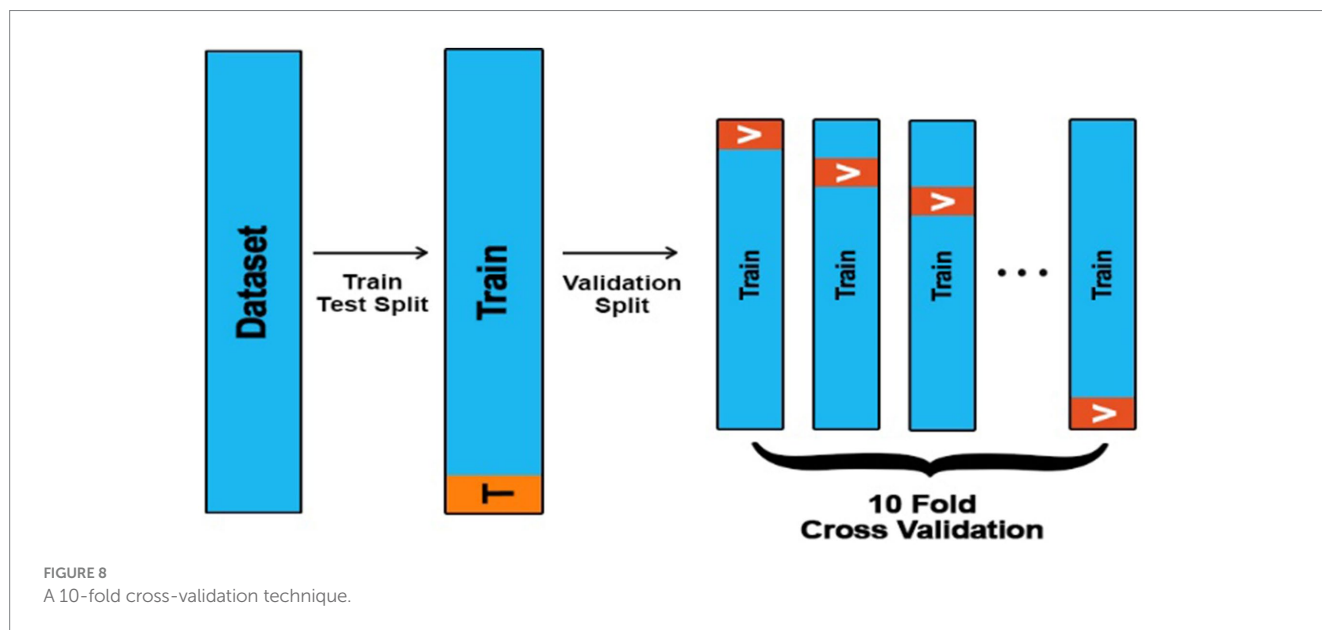 Dataset
Train
Test Split
Train
T
Validation
Split
V
Train
V
Train
V
Train
...
V
Train
10 Fold
Cross Validation
FIGURE 8
A 10-fold cross-validation technique.